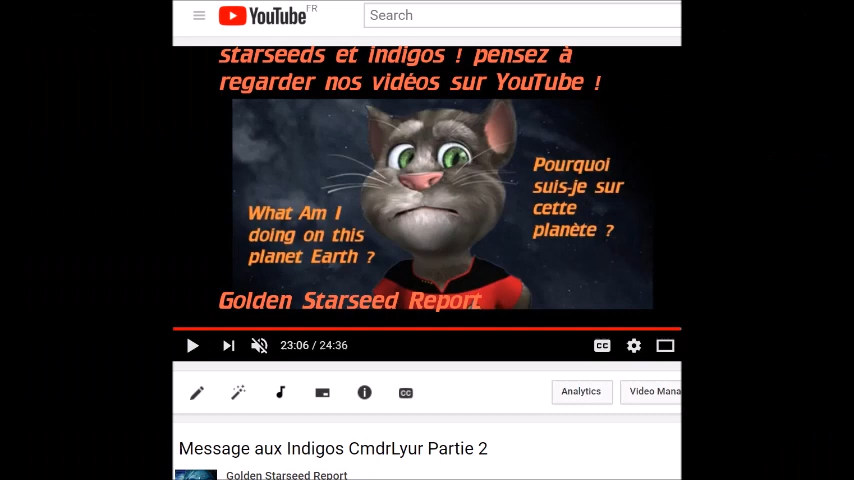 YouTube FR
Search
starseeds et indigos ! pensez à
regarder nos vidéos sur YouTube !
Pourquoi
suis-je sur
cette
planète ?
What Am I
doing on this
planet Earth ?
Golden Starseed Report
23:06 / 24:36
CC
CC
Analytics
Video Mana
Message aux Indigos CmdrLyur Partie 2
Golden Starseed Report